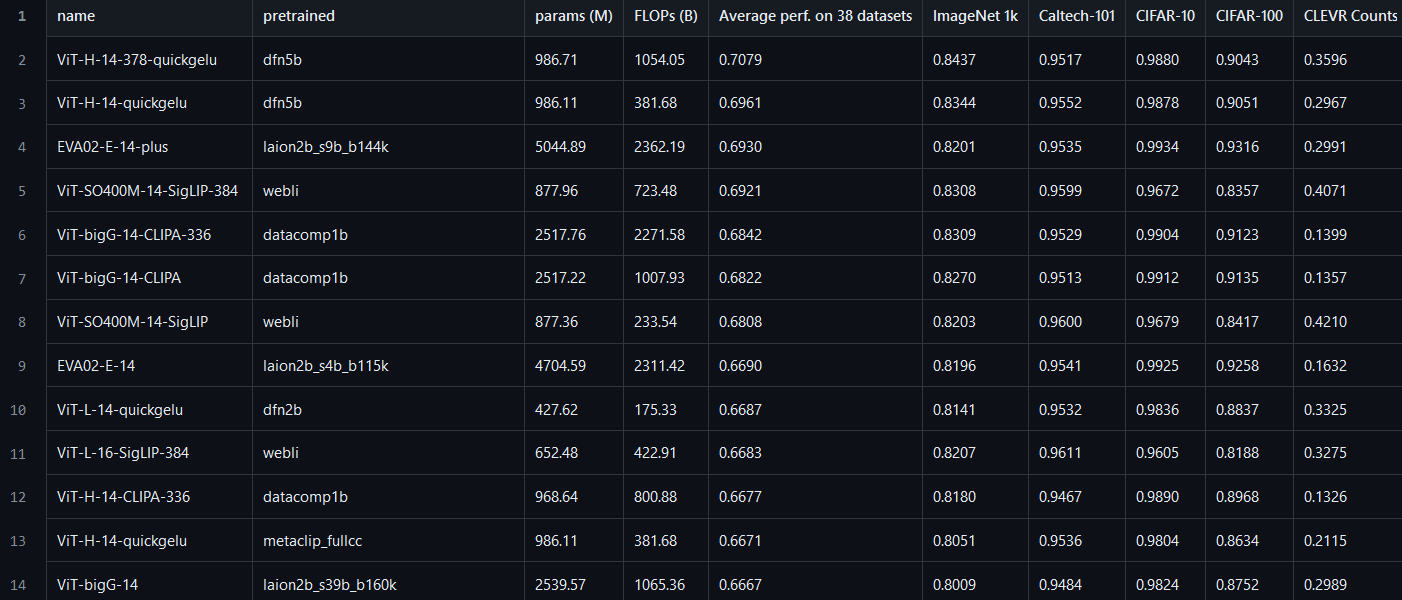 1 name pretrained params (M) FLOPs (B) Average perf. on 38 datasets ImageNet 1k Caltech-101 CIFAR-10 CIFAR-100 CLEVR Counts
2 ViT-H-14-378-quickgelu dfn5b 986.71 1054.05 0.7079 0.8437 0.9517 0.9880 0.9043 0.3596
3 ViT-H-14-quickgelu dfn5b 986.11 381.68 0.6961 0.8344 0.9552 0.9878 0.9051 0.2967
4 EVA02-E-14-plus laion2b_s9b_b144k 5044.89 2362.19 0.6930 0.8201 0.9535 0.9934 0.9316 0.2991
5 ViT-SO400M-14-SigLIP-384 webli 877.96 723.48 0.6921 0.8308 0.9599 0.9672 0.8357 0.4071
6 ViT-bigG-14-CLIPA-336 datacomp1b 2517.76 2271.58 0.6842 0.8309 0.9529 0.9904 0.9123 0.1399
7 ViT-bigG-14-CLIPA datacomp1b 2517.22 1007.93 0.6822 0.8270 0.9513 0.9912 0.9135 0.1357
8 ViT-SO400M-14-SigLIP webli 877.36 233.54 0.6808 0.8203 0.9600 0.9679 0.8417 0.4210
9 EVA02-E-14 laion2b_s4b_b115k 4704.59 2311.42 0.6690 0.8196 0.9541 0.9925 0.9258 0.1632
10 ViT-L-14-quickgelu dfn2b 427.62 175.33 0.6687 0.8141 0.9532 0.9836 0.8837 0.3325
11 ViT-L-16-SigLIP-384 webli 652.48 422.91 0.6683 0.8207 0.9611 0.9605 0.8188 0.3275
12 ViT-H-14-CLIPA-336 datacomp1b 968.64 800.88 0.6677 0.8180 0.9467 0.9890 0.8968 0.1326
13 ViT-H-14-quickgelu metaclip_fullcc 986.11 381.68 0.6671 0.8051 0.9536 0.9804 0.8634 0.2115
14 ViT-bigG-14 laion2b_s39b_b160k 2539.57 1065.36 0.6667 0.8009 0.9484 0.9824 0.8752 0.2989